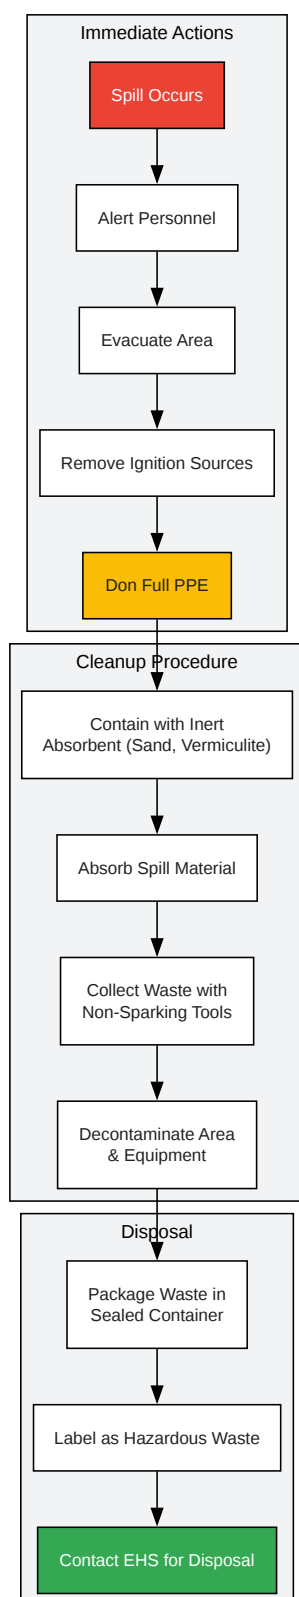 Immediate Actions
Spill Occurs
Alert Personnel
Evacuate Area
Remove Ignition Sources
Don Full PPE
Cleanup Procedure
Contain with Inert
Absorbent (Sand, Vermiculite)
Absorb Spill Material
Collect Waste with
Non-Sparking Tools
Decontaminate Area
& Equipment
Disposal
Package Waste in
Sealed Container
Label as Hazardous Waste
Contact EHS for Disposal